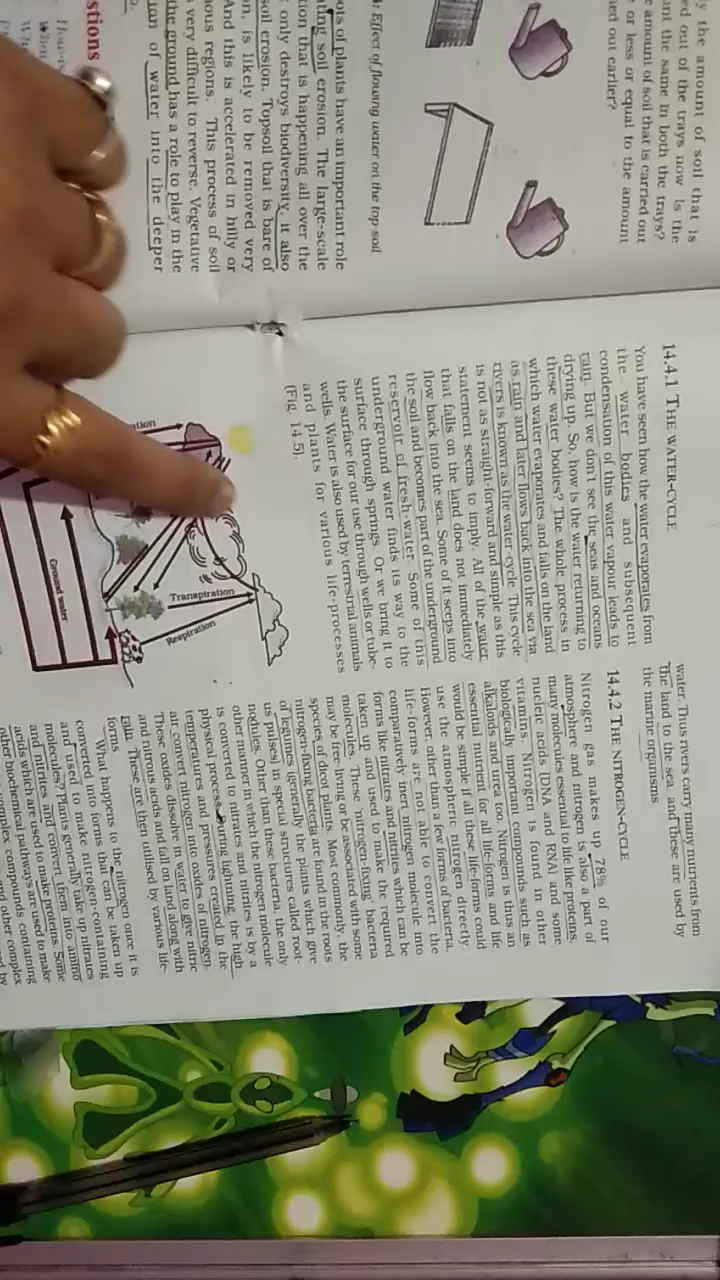 y the amount of soil that is
ed out of the trays now Is the
unt the same in both the trays?
e amount of soil that is carried out
or less or equal to the amount
ed out earlier?
: Effect of flowing water on the top soil
ots of plants have an important role
ting soil erosion. The large-scale
tion that is happening all over the
only destroys biodiversity, it also
soil erosion. Topsoil that is bare of
on, is likely to be removed very
And this is accelerated in hilly or
nous regions. This process of soil
very difficult to reverse. Vegetative
the ground has a role to play in the
ion of water into the deeper
stions
14.4.1 THE WATER-CYCLE
You have seen how the water evaporates from
the water bodies and subsequent
condensation of this water vapour leads to
rain. But we don't see the seas and oceans
drying up. So, how is the water returning to
these water bodies? The whole process in
which water evaporates and falls on the land
as rain and later flows back into the sea via
rivers is known as the water-cycle. This cycle
is not as straight-forward and simple as this
statement seems to imply. All of the water
that falls on the land does not immediately
flow back into the sea. Some of it seeps into
the soil and becomes part of the underground
reservoir of fresh-water. Some of this
underground water finds its way to the
surface through springs. Or we bring it to
the surface for our use through wells or tube-
wells. Water is also used by terrestrial animals
and plants for various life-processes
(Fig. 14.5).
Transpiration
Respiration
Ground water
water. Thus rivers carry many nutrients from
the land to the sea, and these are used by
the marine organisms.
14.4.2 THE NITROGEN-CYCLE
Nitrogen gas makes up 78% of our
atmosphere and nitrogen is also a part of
many molecules essential to life like proteins,
nucleic acids (DNA and RNA) and some
vitamins. Nitrogen is found in other
biologically important compounds such as
alkaloids and urea too. Nitrogen is thus an
essential nutrient for all life-forms and life
would be simple if all these life-forms could
use the atmospheric nitrogen directly.
However, other than a few forms of bacteria,
life-forms are not able to convert the
comparatively inert nitrogen molecule into
forms like nitrates and nitrites which can be
taken up and used to make the required
molecules. These 'nitrogen-fixing' bacteria
may be free-living or be associated with some
species of dicot plants. Most commonly, the
nitrogen-fixing bacteria are found in the roots
of legumes (generally the plants which give
us pulses) in special structures called root-
nodules. Other than these bacteria, the only
other manner in which the nitrogen molecule
is converted to nitrates and nitrites is by a
physical process. During lightning, the high
temperatures and pressures created in the
air convert nitrogen into oxides of nitrogen.
These oxides dissolve in water to give nitric
and nitrous acids and fall on land along with
rain. These are then utilised by various life-
forms
What happens to the nitrogen once it is
converted into forms that can be taken up
and used to make nitrogen-containing
molecules? Plants generally take up nitrates
and nitrites and convert them into amino
acids which are used to make proteins. Some
other biochemical pathways are used to make
complex compounds containing
and other complex